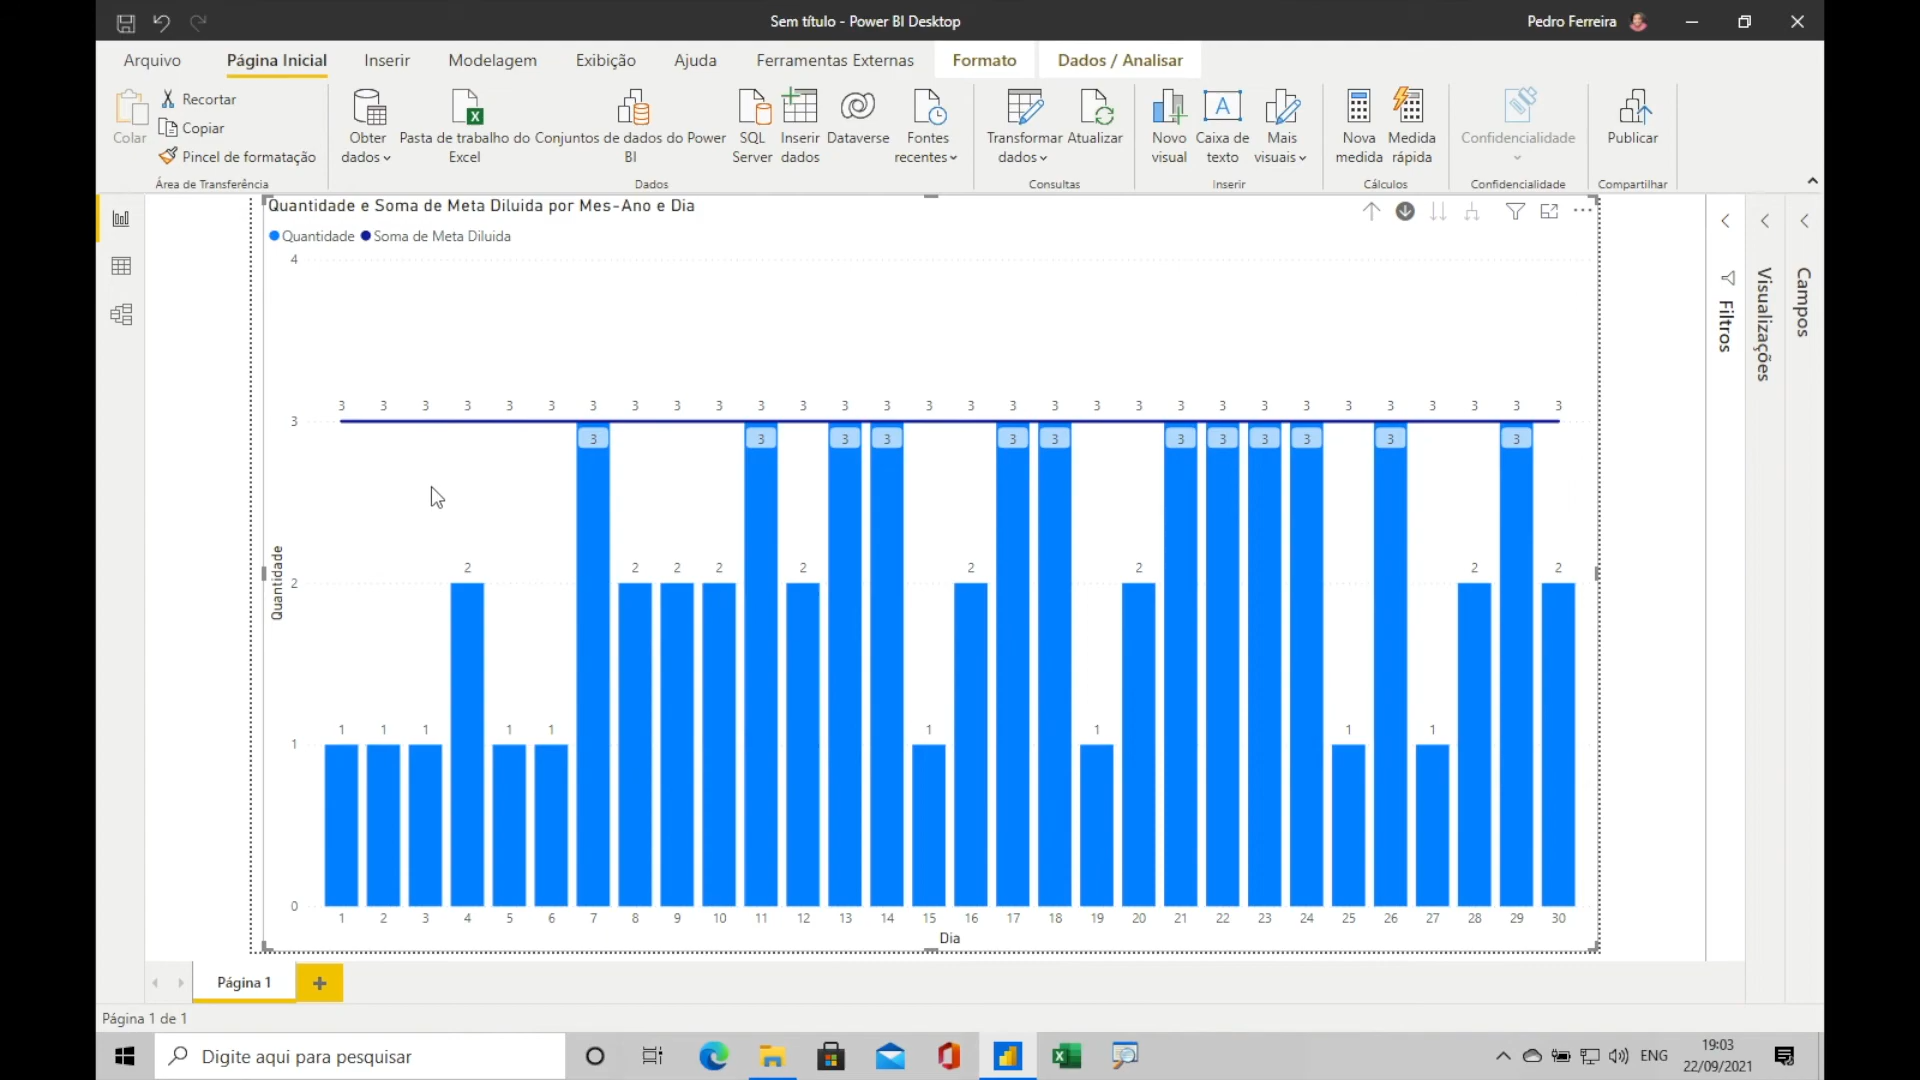 Sem título - Power BI Desktop
Pedro Ferreira
Arquivo Página Inicial Inserir Modelagem Exibição Ajuda Ferramentas Externas Formato Dados / Analisar
Colar
Recortar
Copiar
Pincel de formatação
Área de Transferência
Obter dados
Pasta de trabalho do Excel
Conjuntos de dados do Power BI
SQL Server
Inserir dados
Dataverse
Fontes recentes
Dados
Transformar dados
Atualizar
Consultas
Novo visual
Caixa de texto
Mais visuais
Inserir
Nova medida
Medida rápida
Cálculos
Confidencialidade
Confidencialidade
Publicar
Compartilhar
Quantidade e Soma de Meta Diluida por Mes-Ano e Dia
Quantidade Soma de Meta Diluida
4
3 3 3 3 3 3 3 3 3 3 3 3 3 3 3 3 3 3 3 3 3 3 3 3 3 3 3 3 3 3
3
3 3 3 3 3 3 3 3 3 3 3 3
2 2 2 2 2 2 2 2 2
2
1 1 1 1 1 1 1 1 1
1
0
1 2 3 4 5 6 7 8 9 10 11 12 13 14 15 16 17 18 19 20 21 22 23 24 25 26 27 28 29 30
Quantidade
Dia
Filtros
Visualizações
Campos
Página 1
Página 1 de 1
Digite aqui para pesquisar
ENG
19:03
22/09/2021